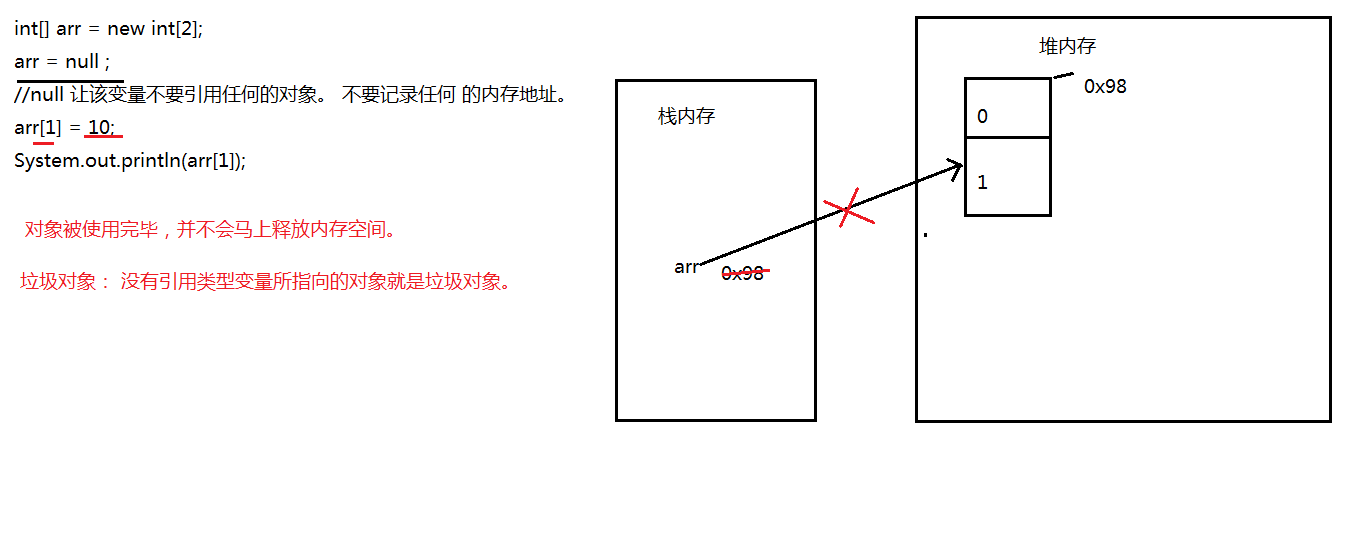 int[] arr = new int[2];
arr = null ;
//null 让该变量不要引用任何的对象。 不要记录任何 的内存地址。
arr[1] = 10;
System.out.println(arr[1]);
对象被使用完毕，并不会马上释放内存空间。
垃圾对象： 没有引用类型变量所指向的对象就是垃圾对象。
栈内存
arr
0x98
堆内存
0x98
0
1